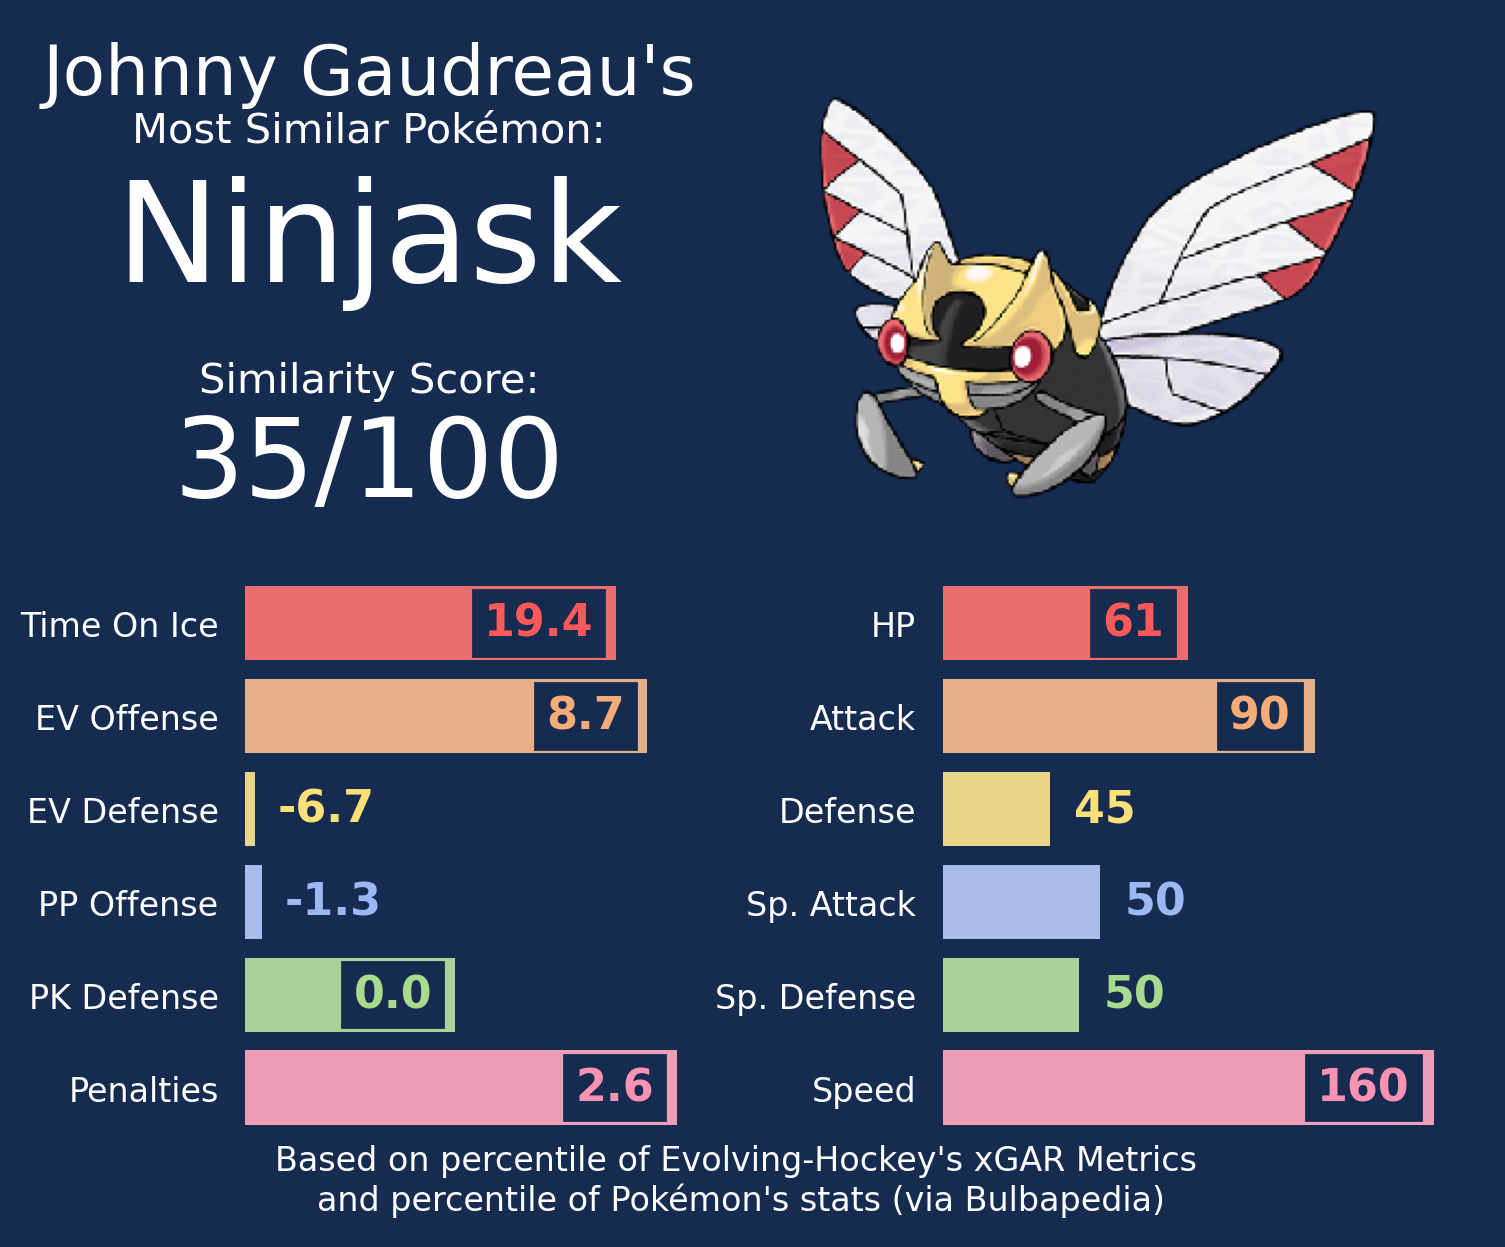 Johnny Gaudreau's
Most Similar Pokémon:
Ninjask
Similarity Score:
35/100
Time On Ice 19.4
EV Offense 8.7
EV Defense -6.7
PP Offense -1.3
PK Defense 0.0
Penalties 2.6
HP 61
Attack 90
Defense 45
Sp. Attack 50
Sp. Defense 50
Speed 160
Based on percentile of Evolving-Hockey's xGAR Metrics
and percentile of Pokémon's stats (via Bulbapedia)